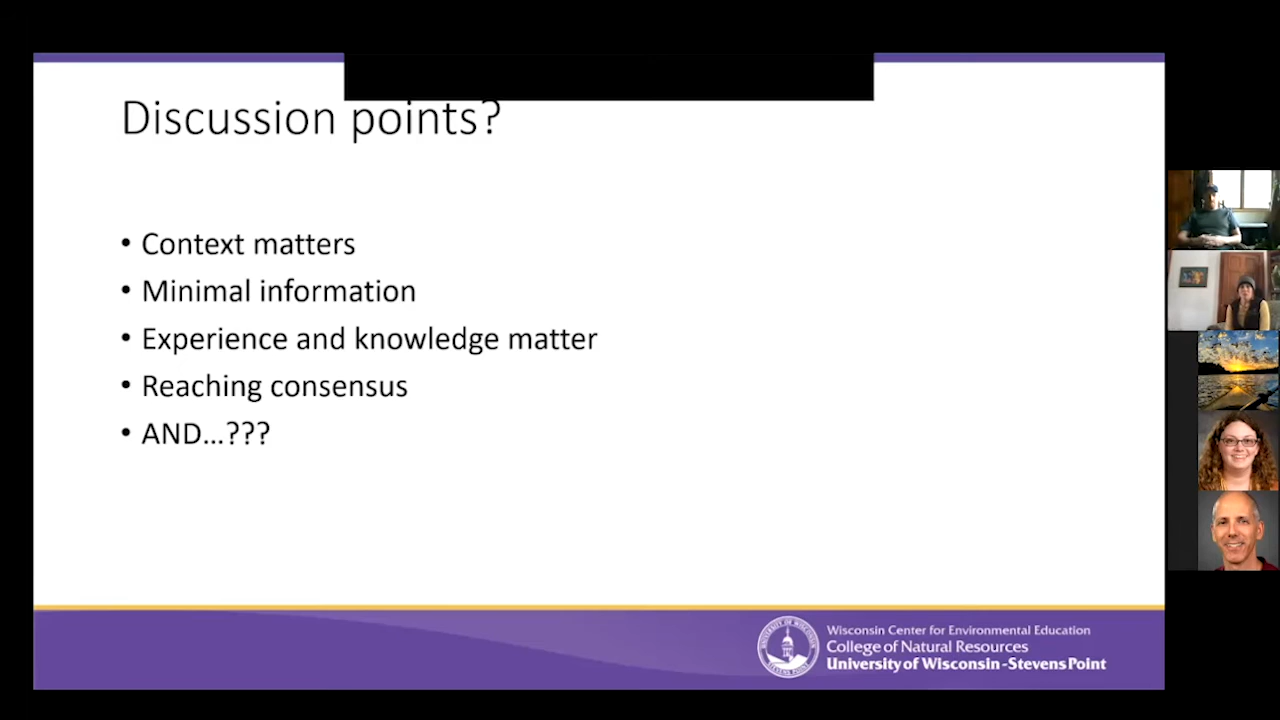 Discussion points?
• Context matters
• Minimal information
• Experience and knowledge matter
• Reaching consensus
• AND...???
Wisconsin Center for Environmental Education
College of Natural Resources
University of Wisconsin-Stevens Point